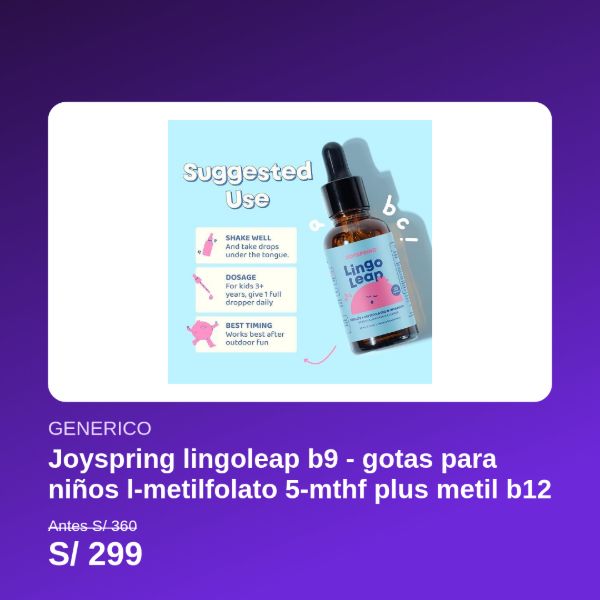 Suggested
Use
SHAKE WELL
And take drops
under the tongue.
DOSAGE
For kids 3+
years, give 1 full
dropper daily
BEST TIMING
Works best after
outdoor fun
a
b
c
!
JOYSPRING
Lingo
Leap
GENERICO
Joyspring lingoleap b9 - gotas para
niños l-metilfolato 5-mthf plus metil b12
Antes S/ 360
S/ 299